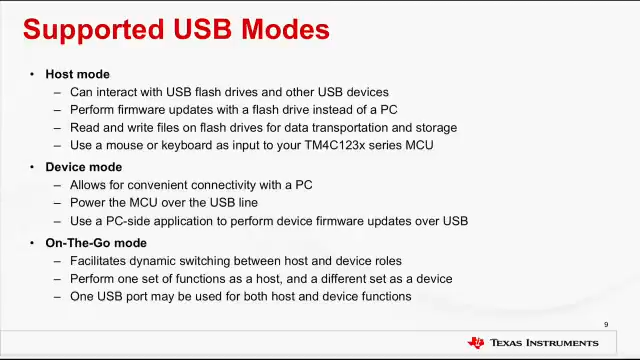 Supported USB Modes
• Host mode
– Can interact with USB flash drives and other USB devices
– Perform firmware updates with a flash drive instead of a PC
– Read and write files on flash drives for data transportation and storage
– Use a mouse or keyboard as input to your TM4C123x series MCU
• Device mode
– Allows for convenient connectivity with a PC
– Power the MCU over the USB line
– Use a PC-side application to perform device firmware updates over USB
• On-The-Go mode
– Facilitates dynamic switching between host and device roles
– Perform one set of functions as a host, and a different set as a device
– One USB port may be used for both host and device functions
9
TEXAS INSTRUMENTS